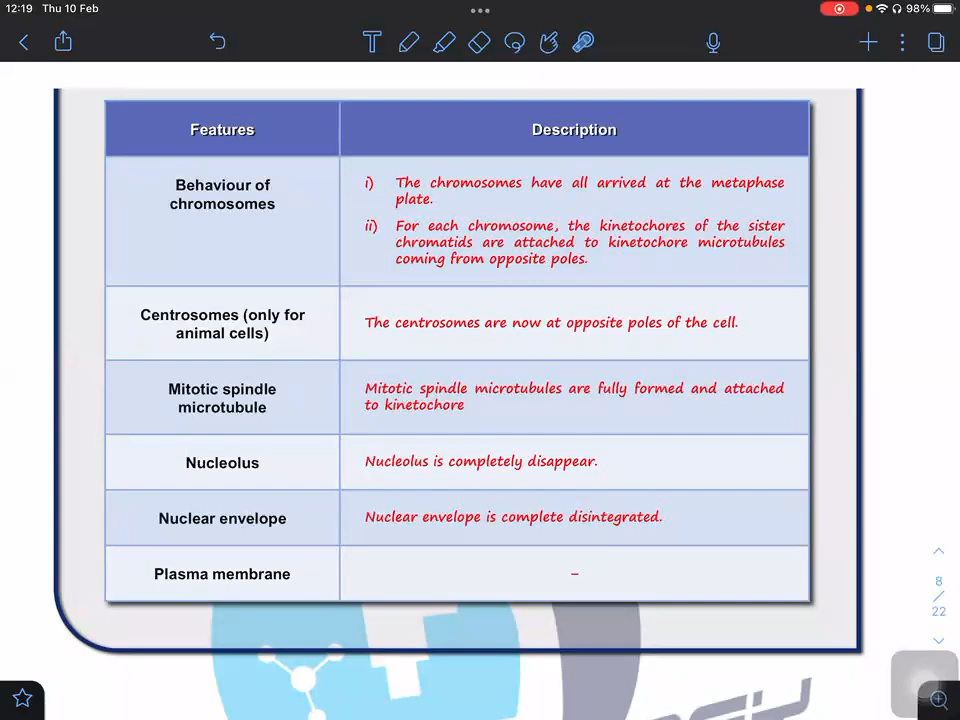 12:19 Thu 10 Feb
98%
Features
Description
Behaviour of
chromosomes
i) The chromosomes have all arrived at the metaphase
plate.
ii) For each chromosome, the kinetochores of the sister
chromatids are attached to kinetochore microtubules
coming from opposite poles.
Centrosomes (only for
animal cells)
The centrosomes are now at opposite poles of the cell.
Mitotic spindle
microtubule
Mitotic spindle microtubules are fully formed and attached
to kinetochore
Nucleolus
Nucleolus is completely disappear.
Nuclear envelope
Nuclear envelope is complete disintegrated.
Plasma membrane
–
8
/
22